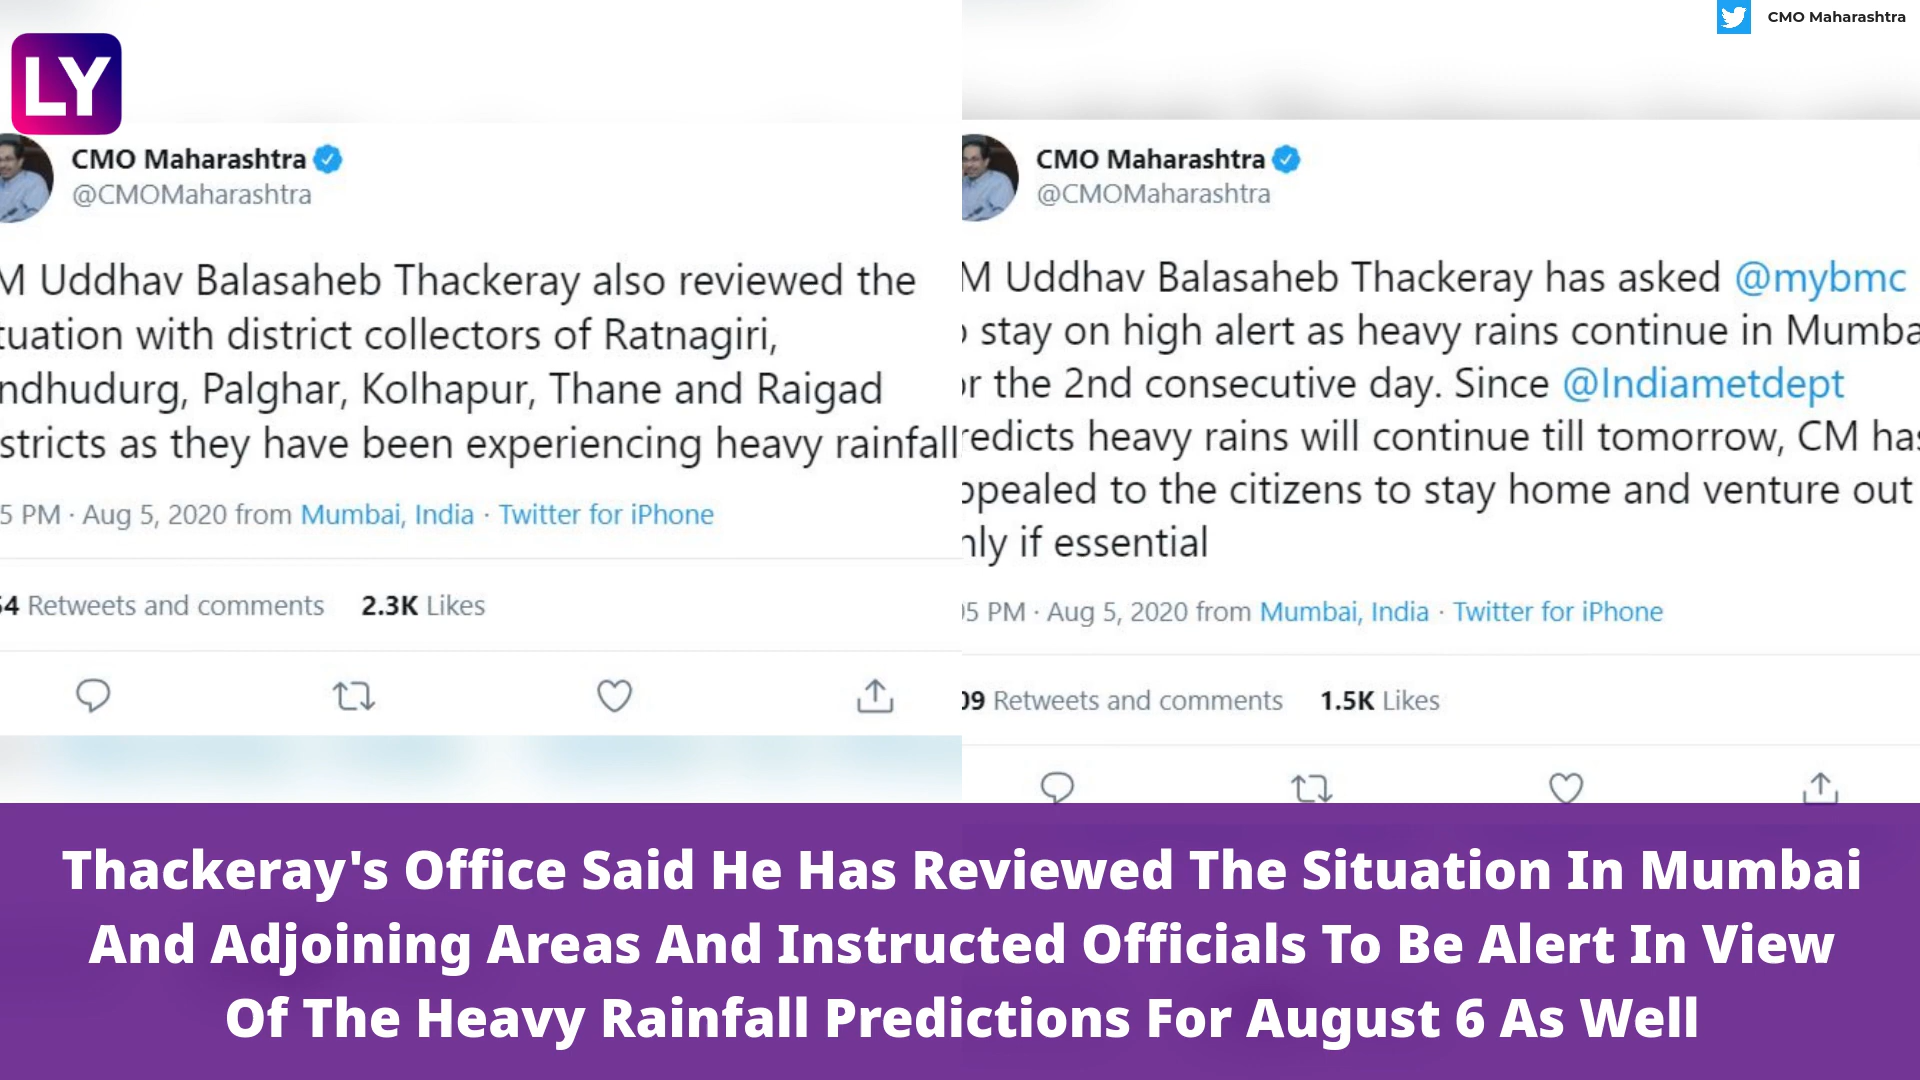 CMO Maharashtra
LY
CMO Maharashtra
@CMOMaharashtra
M Uddhav Balasaheb Thackeray also reviewed the
tuation with district collectors of Ratnagiri,
ndhudurg, Palghar, Kolhapur, Thane and Raigad
stricts as they have been experiencing heavy rainfall
5 PM · Aug 5, 2020 from Mumbai, India · Twitter for iPhone
54 Retweets and comments 2.3K Likes
CMO Maharashtra
@CMOMaharashtra
M Uddhav Balasaheb Thackeray has asked @mybmc
stay on high alert as heavy rains continue in Mumba
r the 2nd consecutive day. Since @Indiametdept
redicts heavy rains will continue till tomorrow, CM has
ppealed to the citizens to stay home and venture out
nly if essential
05 PM · Aug 5, 2020 from Mumbai, India · Twitter for iPhone
09 Retweets and comments 1.5K Likes
Thackeray's Office Said He Has Reviewed The Situation In Mumbai
And Adjoining Areas And Instructed Officials To Be Alert In View
Of The Heavy Rainfall Predictions For August 6 As Well